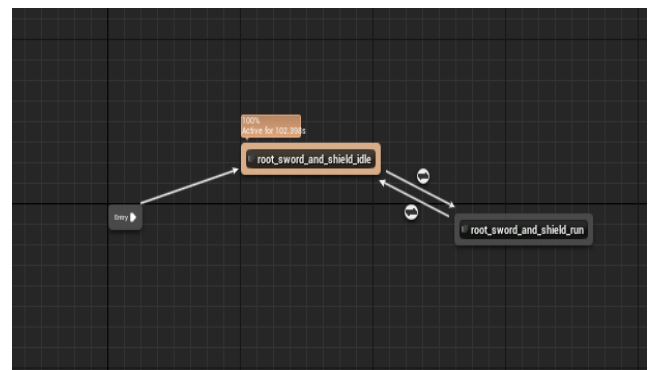 100%
Active for 102.398s
root_sword_and_shield_idle
Entry
root_sword_and_shield_run